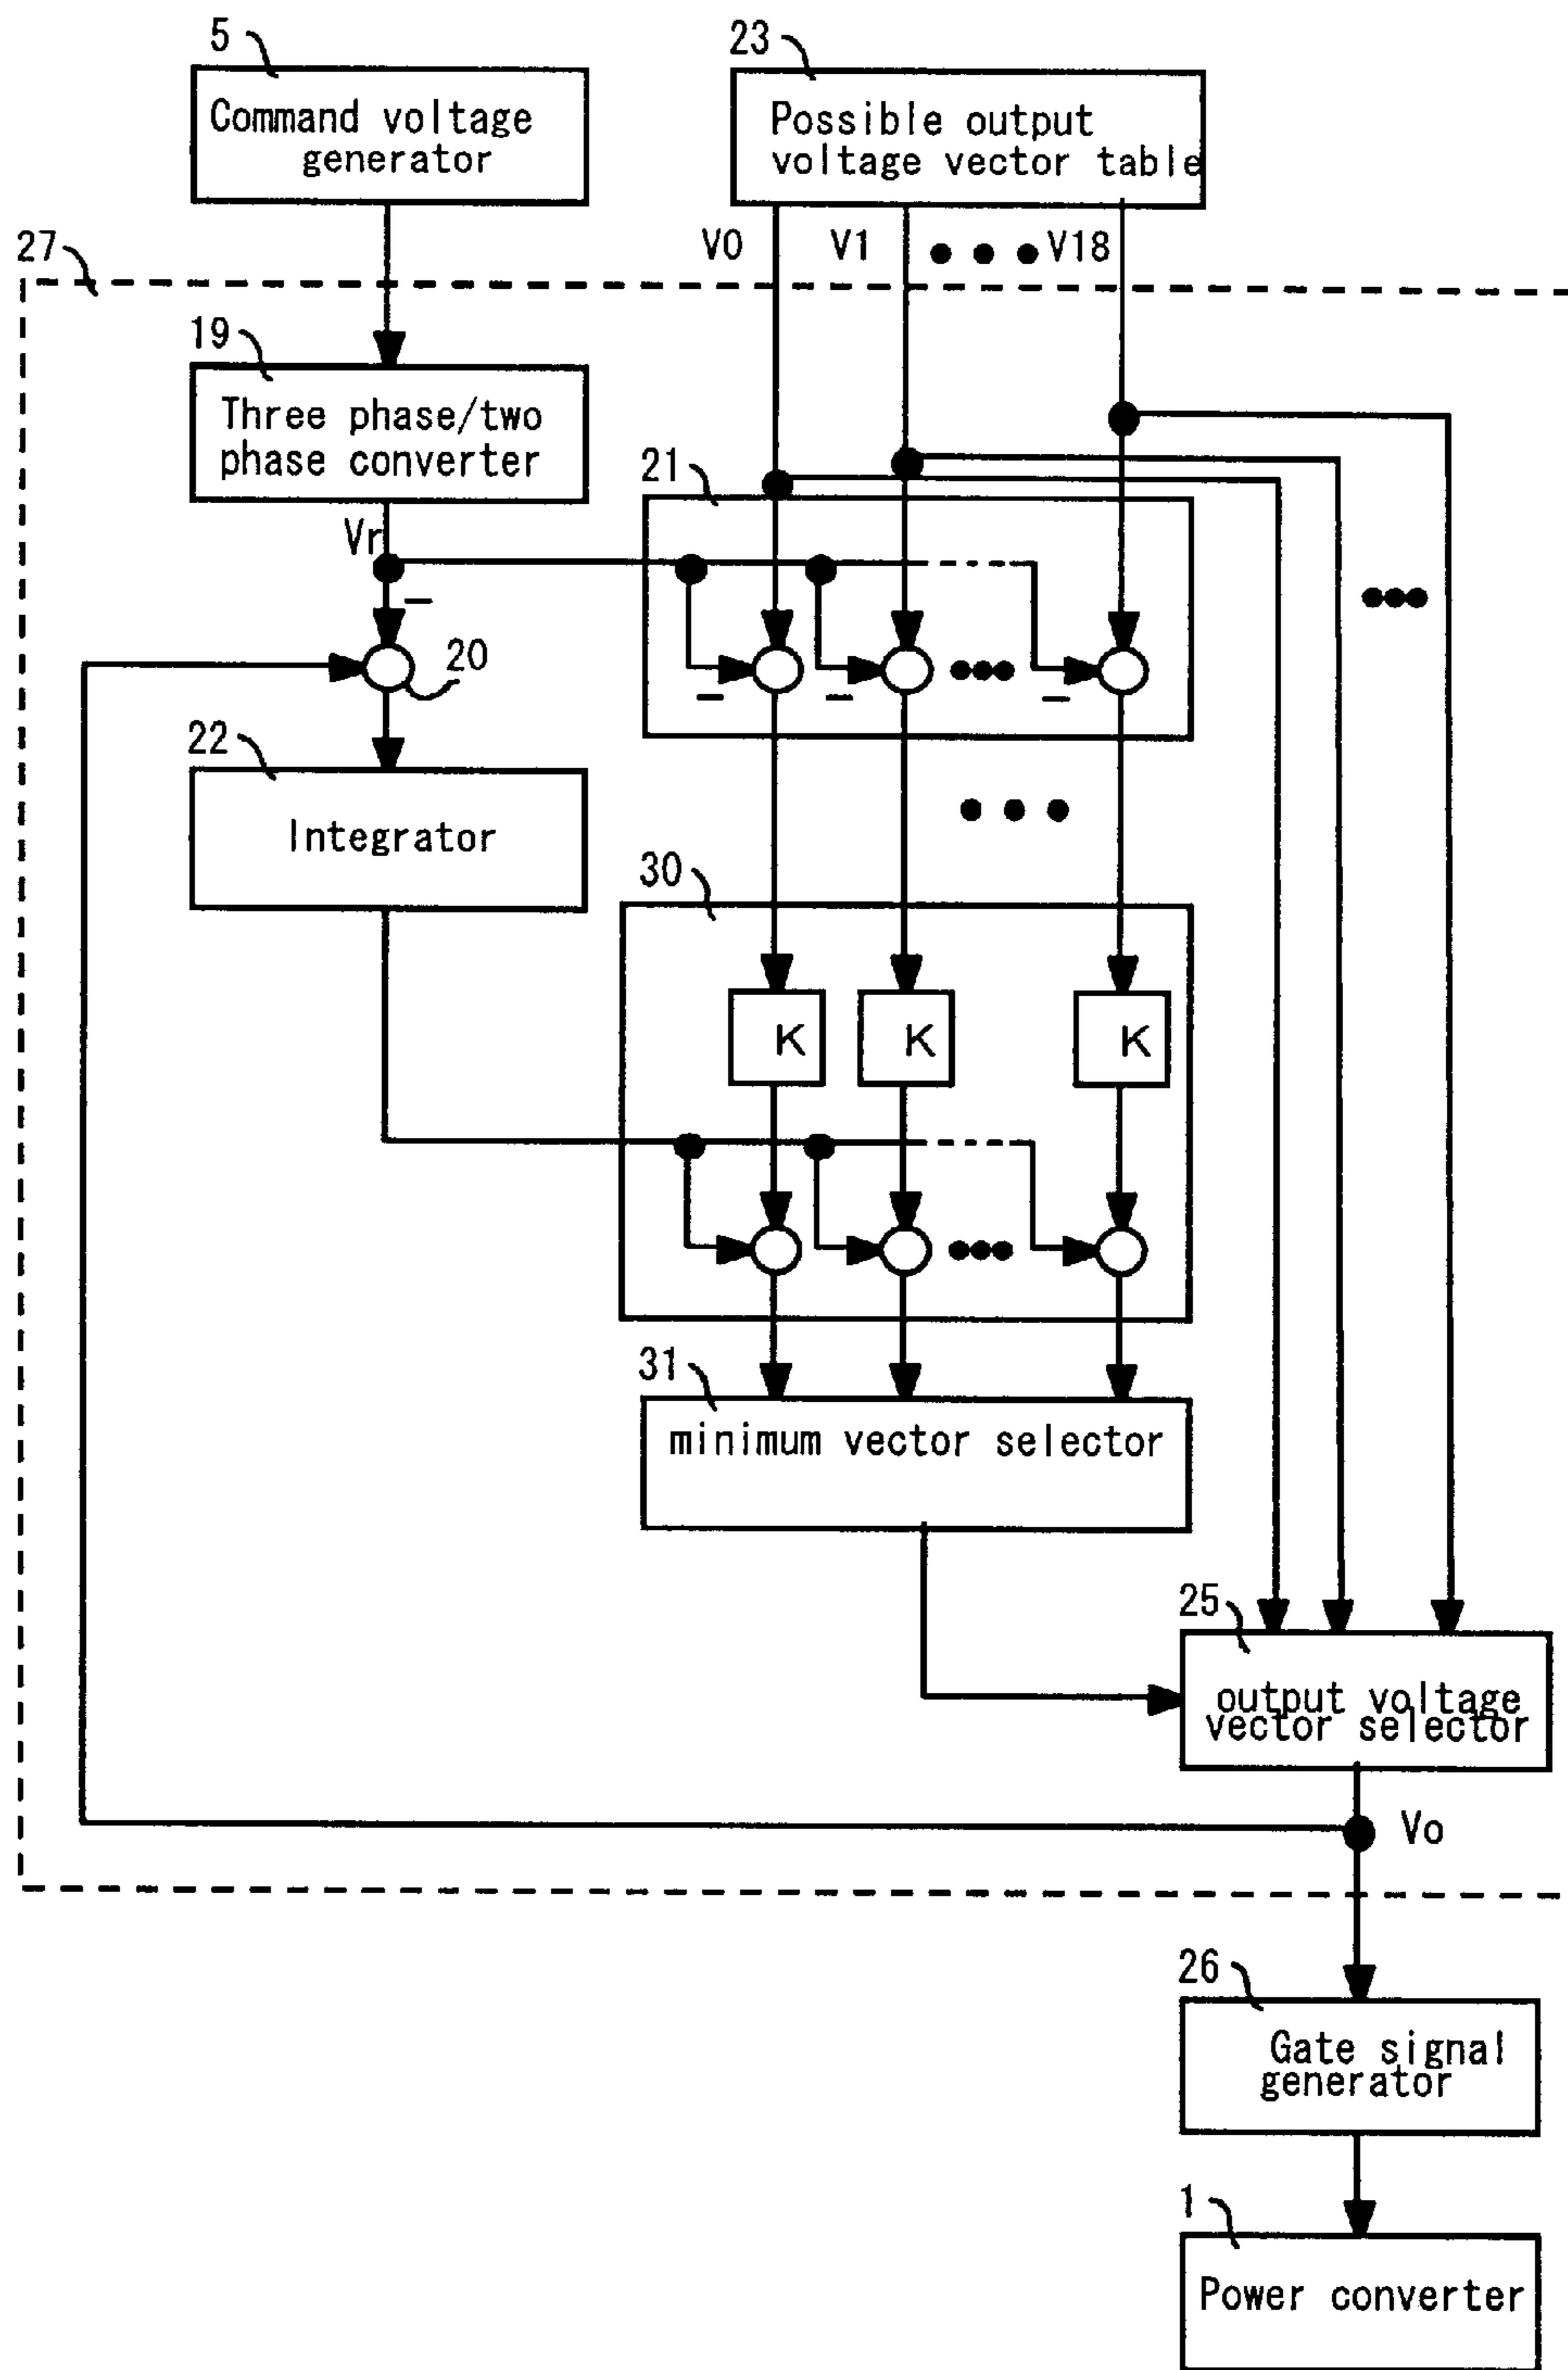 5
Command voltage
generator
23
Possible output
voltage vector table
27
V0 V1 ●●● V18
19
Three phase/two
phase converter
21
Vr
−
20
− − ●●● −
●●●
22
Integrator
●●●
30
K K K
●●●
31
minimum vector selector
25
output voltage
vector selector
Vo
26
Gate signal
generator
1
Power converter